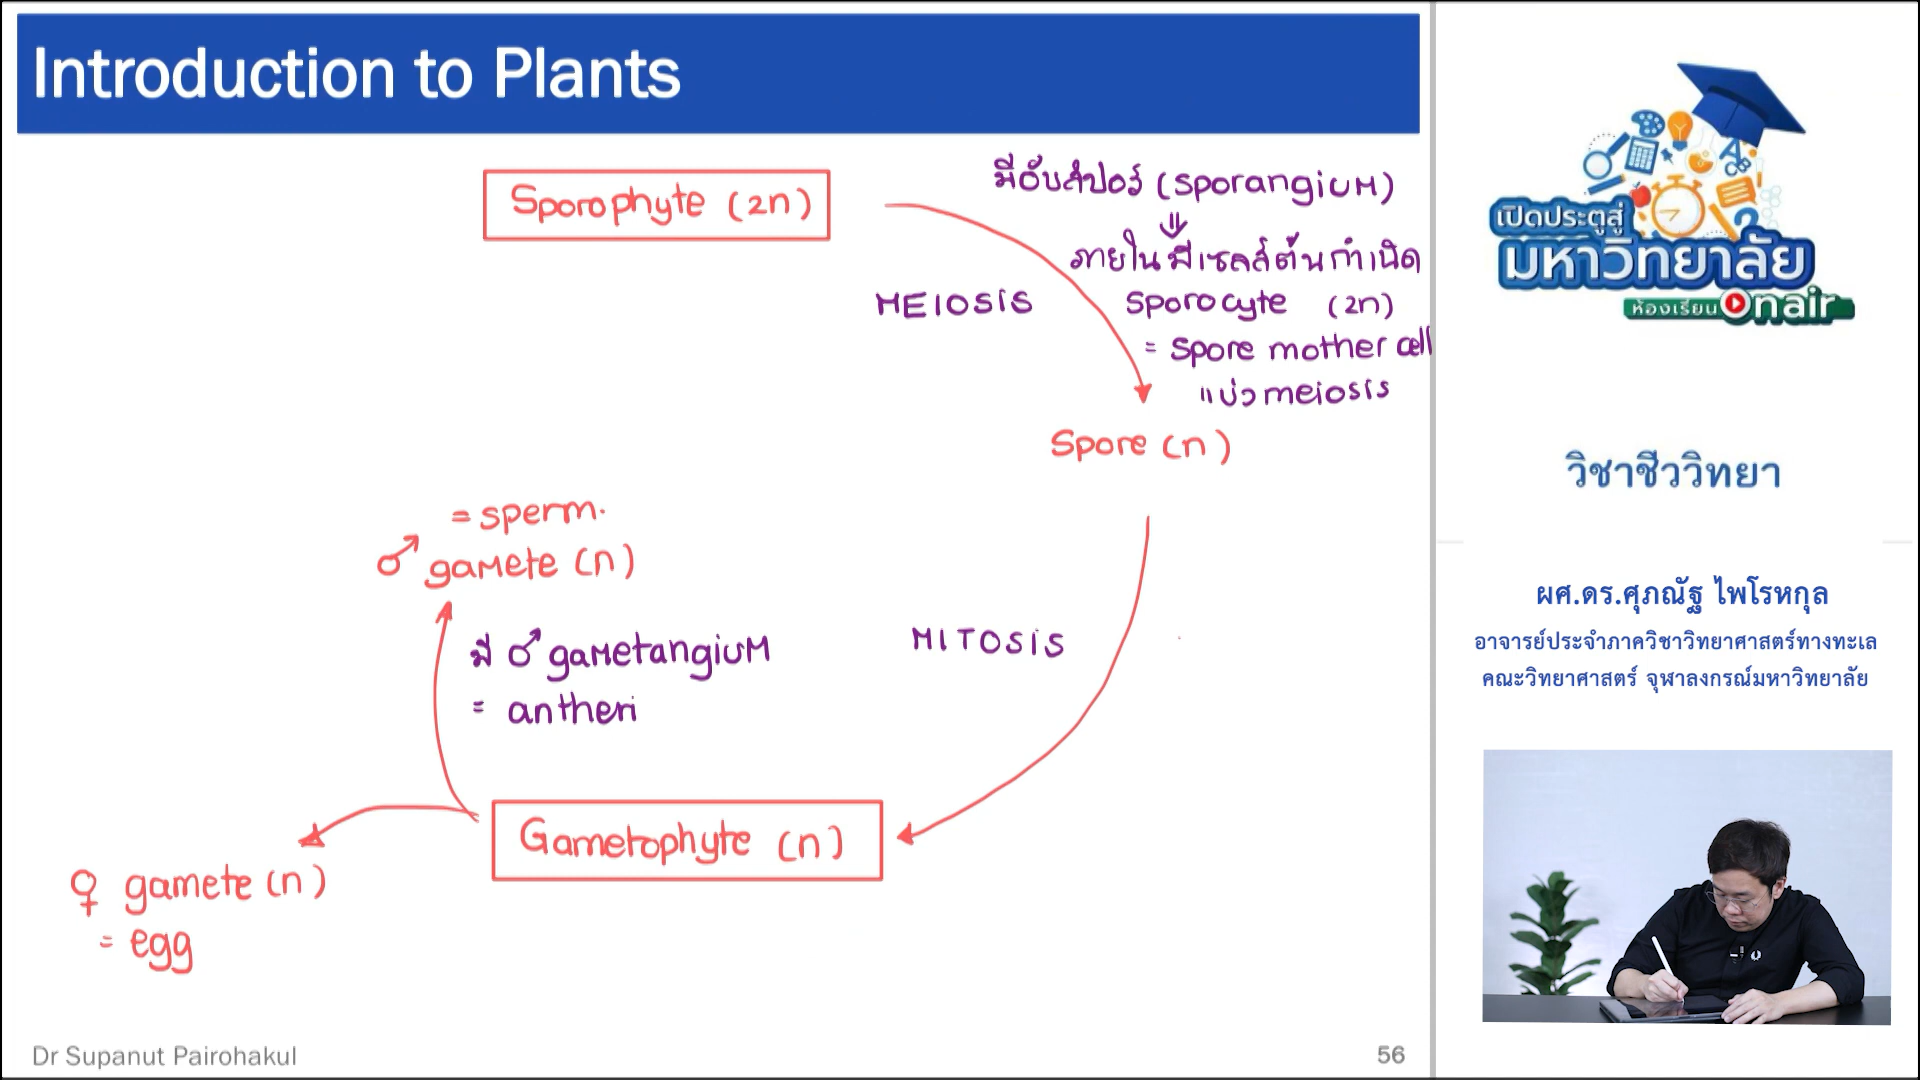 Introduction to Plants
Sporophyte (2n)
มีอับสปอร์ (sporangium)
ภายในมีเซลล์ต้นกำเนิด
MEIOSIS
sporocyte (2n)
= spore mother cell
แบ่ง meiosis
Spore (n)
= sperm.
♂ gamete (n)
มี ♂ gametangium
= antheri
MITOSIS
Gametophyte (n)
♀ gamete (n)
= egg
Dr Supanut Pairohakul
56
เปิดประตูสู่
มหาวิทยาลัย
ห้องเรียน Onair
วิชาชีววิทยา
ผศ.ดร.ศุภณัฐ ไพโรหกุล
อาจารย์ประจำภาควิชาวิทยาศาสตร์ทางทะเล
คณะวิทยาศาสตร์ จุฬาลงกรณ์มหาวิทยาลัย